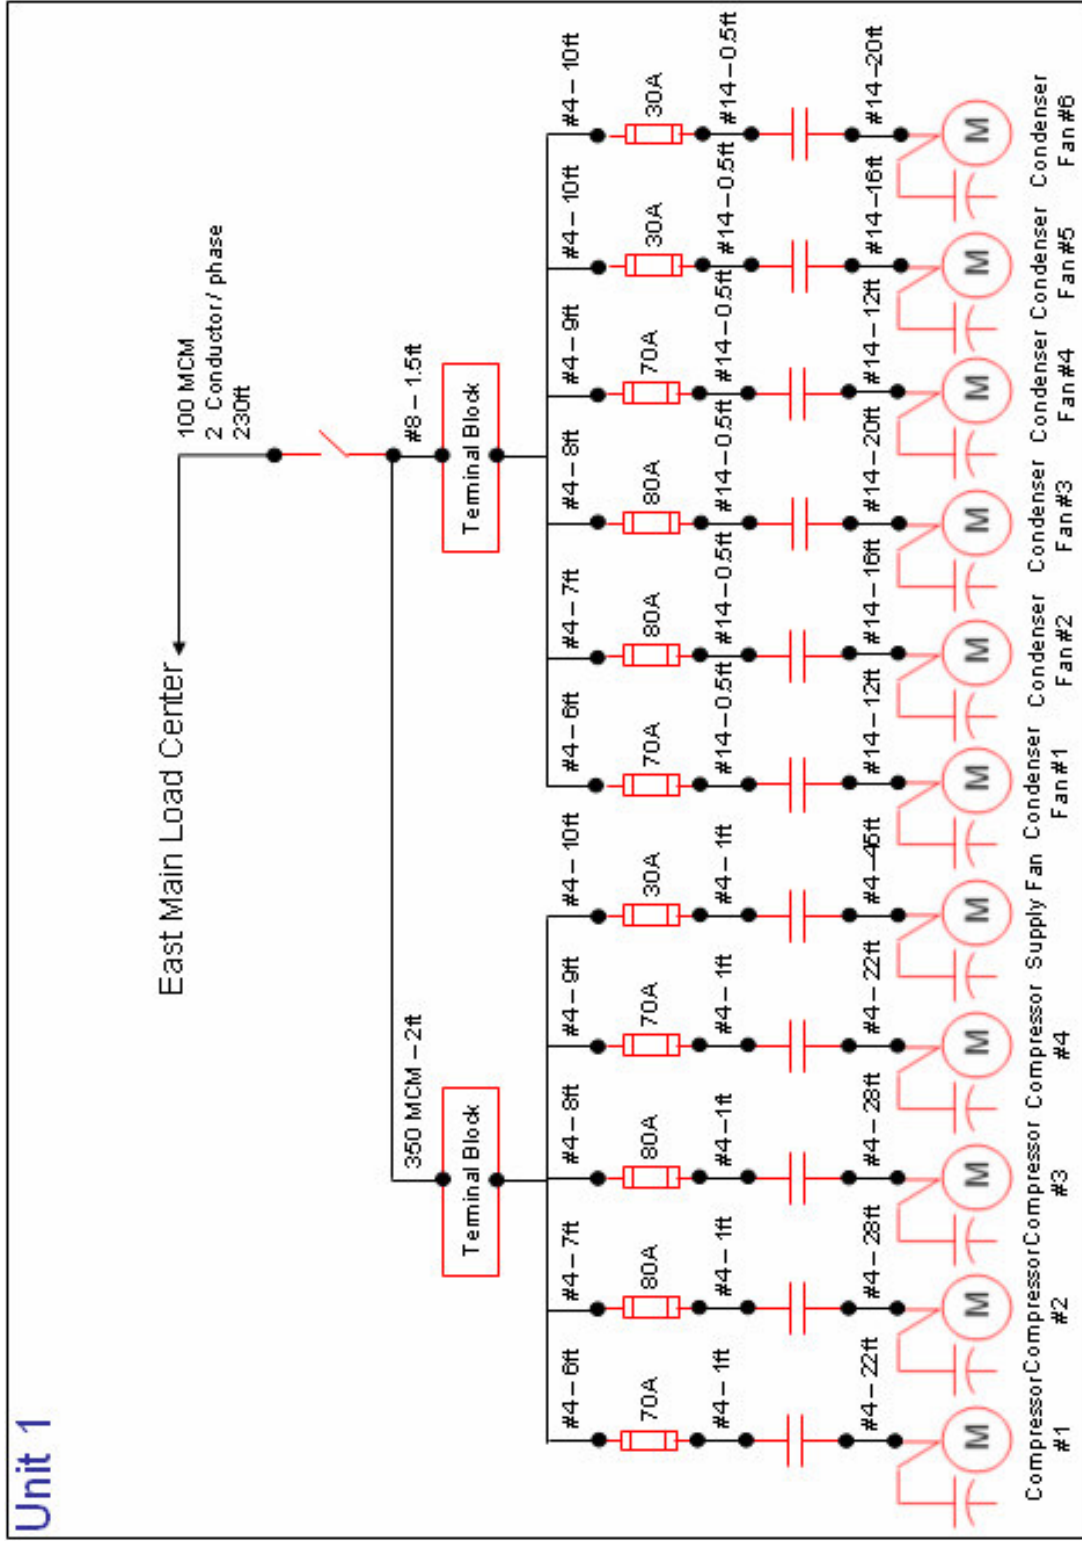 Unit 1
East Main Load Center
100 MCM
2 Conductor/ phase
230ft
350 MCM – 2ft
#8 – 1.5ft
Terminal Block
Terminal Block
#4 – 6ft
#4 – 7ft
#4 – 8ft
#4 – 9ft
#4 – 10ft
#4 – 6ft
#4 – 7ft
#4 – 8ft
#4 – 9ft
#4 – 10ft
#4 – 10ft
70A
80A
80A
70A
30A
70A
80A
80A
70A
30A
30A
#4 – 1ft
#4 – 1ft
#4 – 1ft
#4 – 1ft
#4 – 1ft
#14 – 0.5ft
#14 – 0.5ft
#14 – 0.5ft
#14 – 0.5ft
#14 – 0.5ft
#14 – 0.5ft
#4 – 22ft
#4 – 28ft
#4 – 28ft
#4 – 22ft
#4 – 45ft
#14 – 12ft
#14 – 16ft
#14 – 20ft
#14 – 12ft
#14 – 16ft
#14 – 20ft
M
M
M
M
M
M
M
M
M
M
M
Compressor
#1
Compressor
#2
Compressor
#3
Compressor
#4
Supply Fan
Condenser
Fan #1
Condenser
Fan #2
Condenser
Fan #3
Condenser
Fan #4
Condenser
Fan #5
Condenser
Fan #6